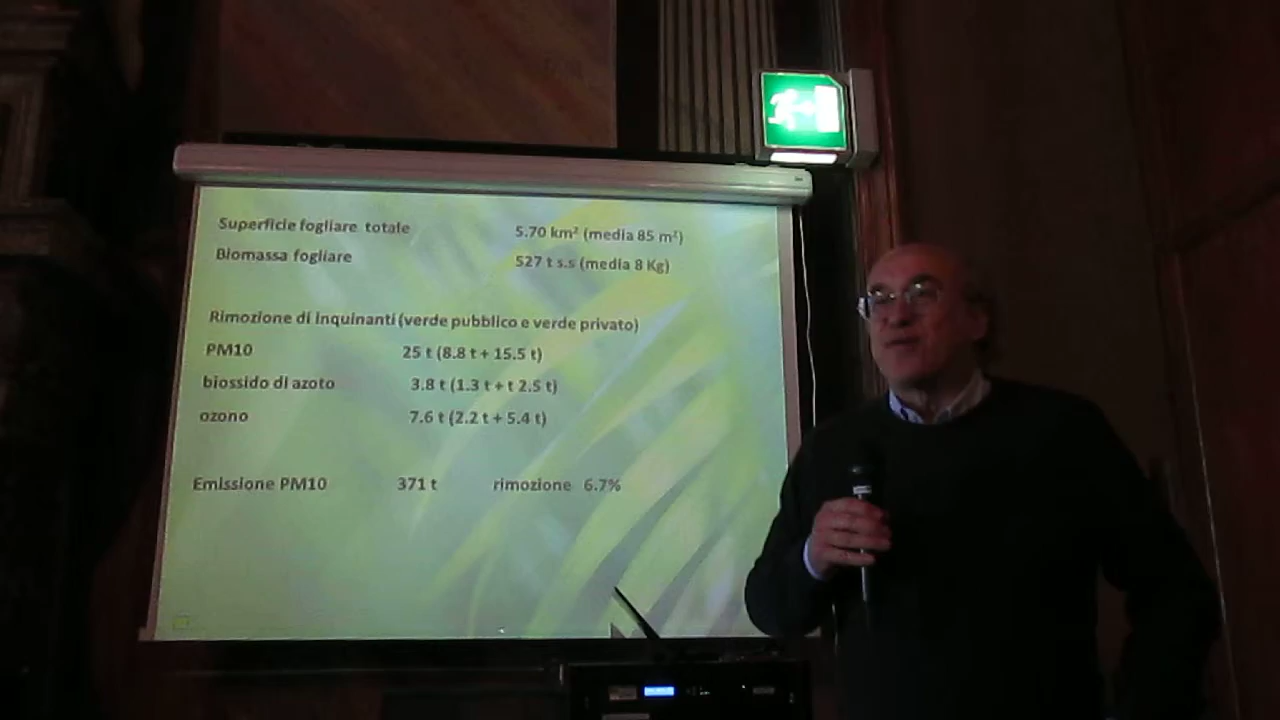 Superficie fogliare totale 5.70 km² (media 85 m²)
Biomassa fogliare 527 t s.s (media 8 Kg)
Rimozione di inquinanti (verde pubblico e verde privato)
PM10 25 t (8.8 t + 15.5 t)
biossido di azoto 3.8 t (1.3 t + t 2.5 t)
ozono 7.6 t (2.2 t + 5.4 t)
Emissione PM10 371 t rimozione 6.7%